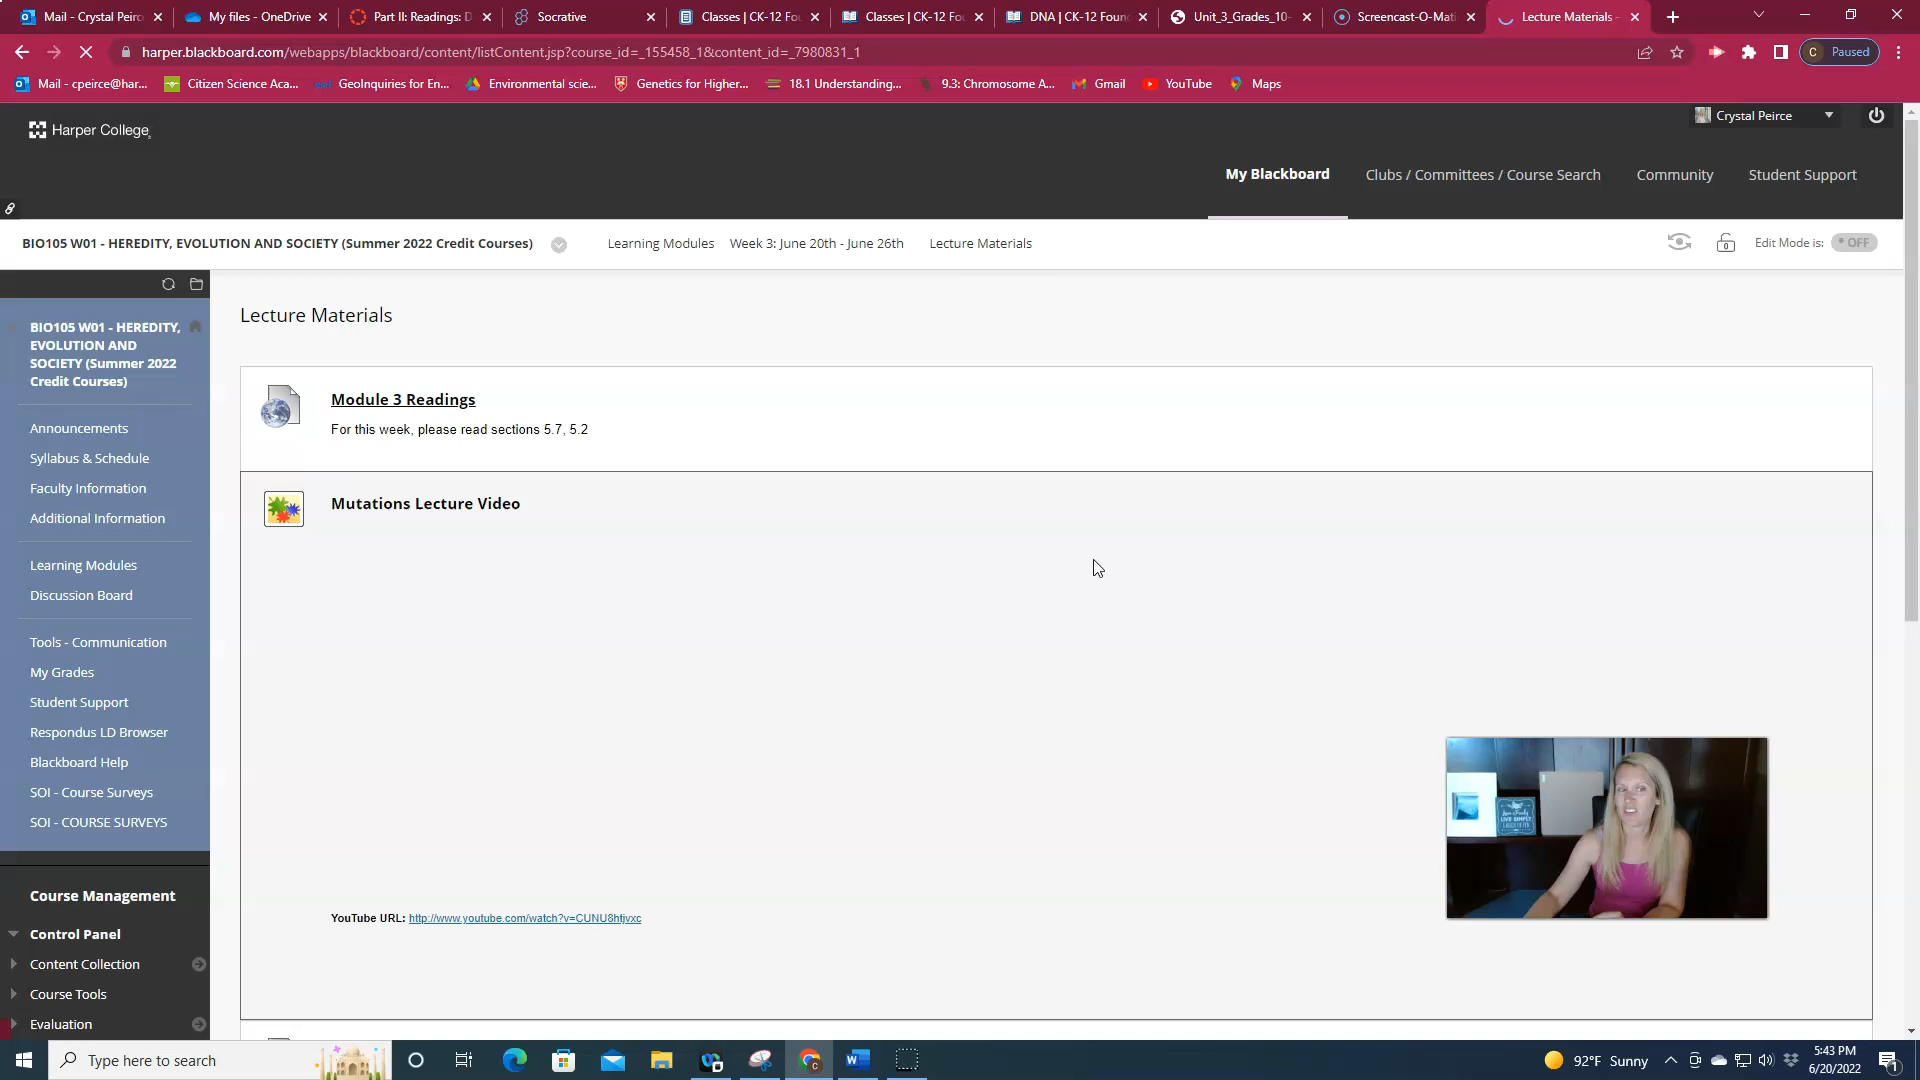 Mail - Crystal Peirc
My files - OneDrive
Part II: Readings: D
Socrative
Classes | CK-12 Fou
Classes | CK-12 Fou
DNA | CK-12 Foun
Unit_3_Grades_10-
Screencast-O-Mati
Lecture Materials -
harper.blackboard.com/webapps/blackboard/content/listContent.jsp?course_id=_155458_1&content_id=_7980831_1
C Paused
Mail - cpeirce@har...
Citizen Science Aca...
GeoInquiries for En...
Environmental scie...
Genetics for Higher...
18.1 Understanding...
9.3: Chromosome A...
Gmail
YouTube
Maps
Crystal Peirce
Harper College
My Blackboard
Clubs / Committees / Course Search
Community
Student Support
BIO105 W01 - HEREDITY, EVOLUTION AND SOCIETY (Summer 2022 Credit Courses)
Learning Modules
Week 3: June 20th - June 26th
Lecture Materials
Edit Mode is:
OFF
BIO105 W01 - HEREDITY,
EVOLUTION AND
SOCIETY (Summer 2022
Credit Courses)
Announcements
Syllabus & Schedule
Faculty Information
Additional Information
Learning Modules
Discussion Board
Tools - Communication
My Grades
Student Support
Respondus LD Browser
Blackboard Help
SOI - Course Surveys
SOI - COURSE SURVEYS
Course Management
Control Panel
Content Collection
Course Tools
Evaluation
Lecture Materials
Module 3 Readings
For this week, please read sections 5.7, 5.2
Mutations Lecture Video
YouTube URL: http://www.youtube.com/watch?v=CUNU8htjvxc
LIVE SIMPLY
Type here to search
92°F Sunny
5:43 PM
6/20/2022
1